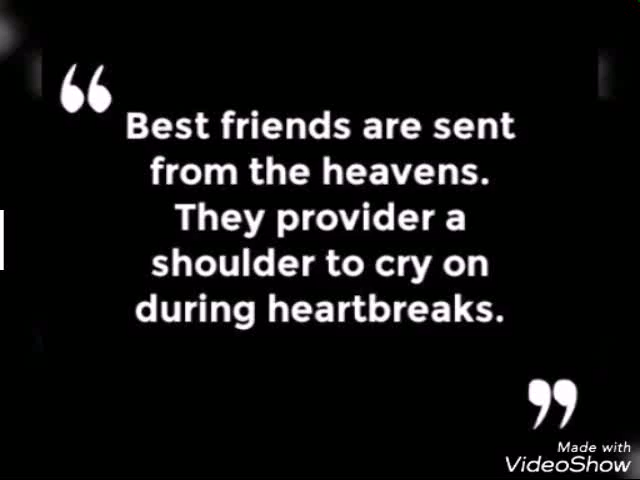 “
Best friends are sent
from the heavens.
They provider a
shoulder to cry on
during heartbreaks.
”
Made with
VideoShow